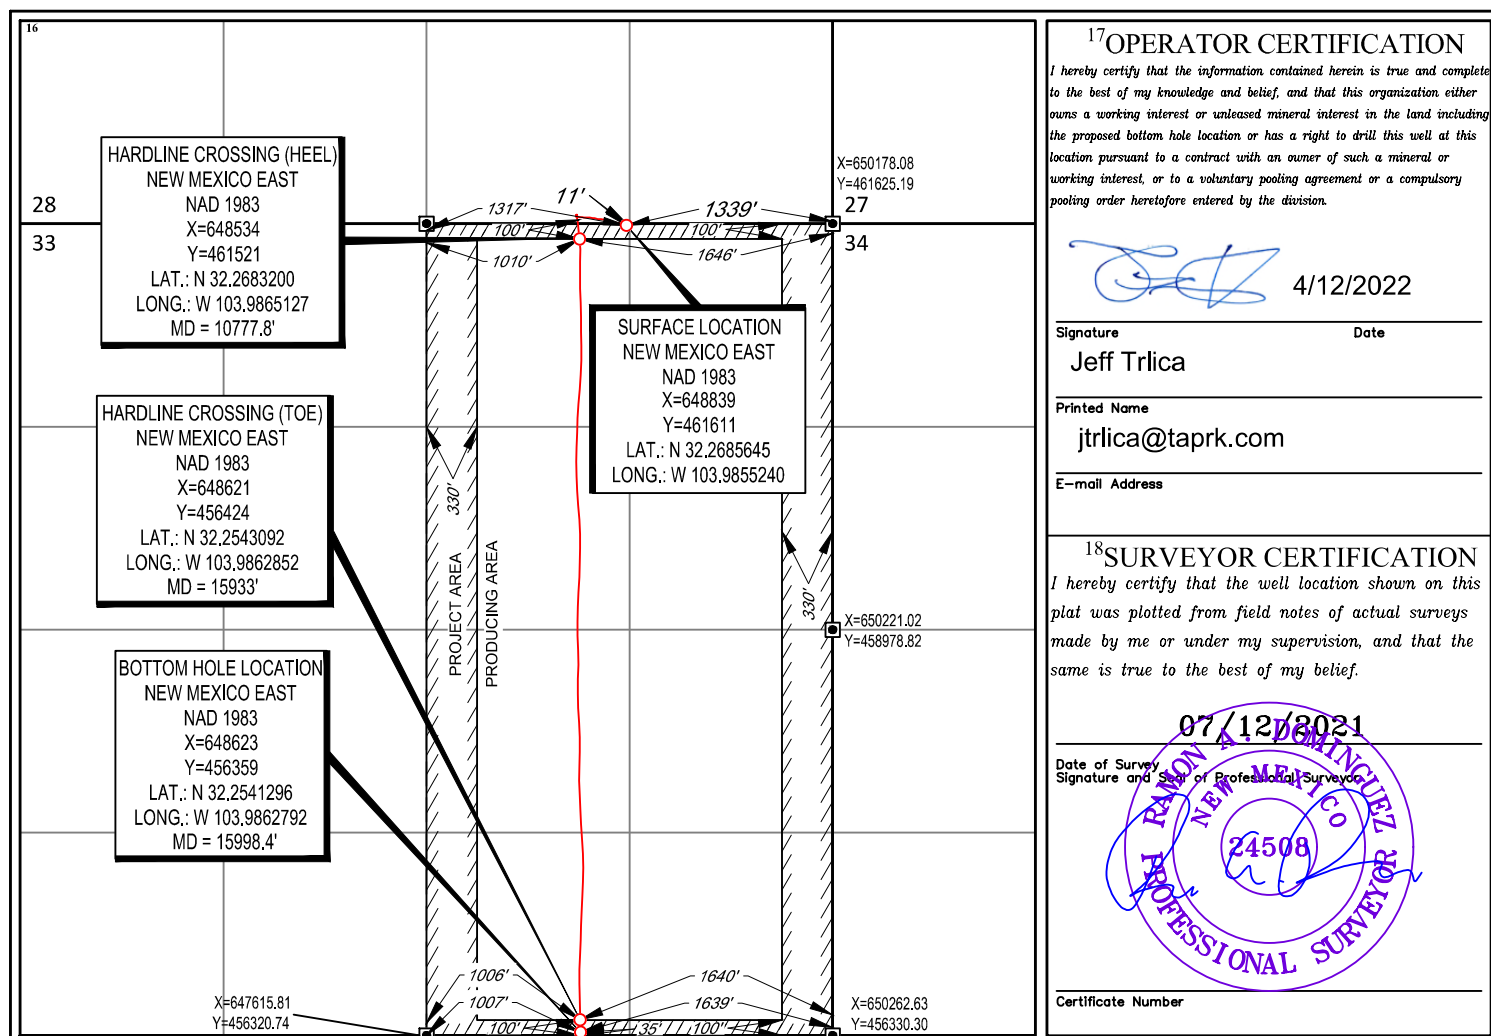 16
28
33
27
34
HARDLINE CROSSING (HEEL)
NEW MEXICO EAST
NAD 1983
X=648534
Y=461521
LAT.: N 32.2683200
LONG.: W 103.9865127
MD = 10777.8'
HARDLINE CROSSING (TOE)
NEW MEXICO EAST
NAD 1983
X=648621
Y=456424
LAT.: N 32.2543092
LONG.: W 103.9862852
MD = 15933'
BOTTOM HOLE LOCATION
NEW MEXICO EAST
NAD 1983
X=648623
Y=456359
LAT.: N 32.2541296
LONG.: W 103.9862792
MD = 15998.4'
SURFACE LOCATION
NEW MEXICO EAST
NAD 1983
X=648839
Y=461611
LAT.: N 32.2685645
LONG.: W 103.9855240
X=650178.08
Y=461625.19
1317'
11'
1339'
100'
100'
1010'
1646'
330'
PROJECT AREA
PRODUCING AREA
330'
X=650221.02
Y=458978.82
1006'
1640'
1007'
1639'
100'
35'
100"
X=647615.81
Y=456320.74
X=650262.63
Y=456330.30
17OPERATOR CERTIFICATION
I hereby certify that the information contained herein is true and complete
to the best of my knowledge and belief, and that this organization either
owns a working interest or unleased mineral interest in the land including
the proposed bottom hole location or has a right to drill this well at this
location pursuant to a contract with an owner of such a mineral or
working interest, or to a voluntary pooling agreement or a compulsory
pooling order heretofore entered by the division.
4/12/2022
Signature Date
Jeff Trlica
Printed Name
jtrlica@taprk.com
E-mail Address
18SURVEYOR CERTIFICATION
I hereby certify that the well location shown on this
plat was plotted from field notes of actual surveys
made by me or under my supervision, and that the
same is true to the best of my belief.
07/12/2021
Date of Survey
Signature and Seal of Professional Surveyor
RAMON A. DOMINGUEZ
NEW MEXICO
24508
PROFESSIONAL SURVEYOR
Certificate Number